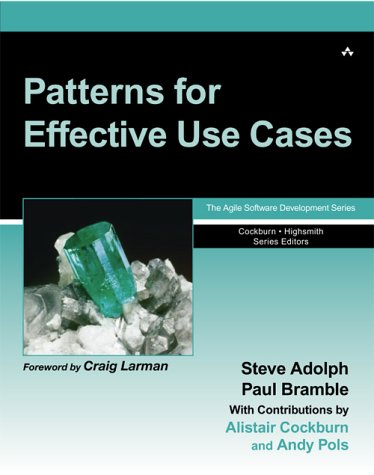 Patterns for
Effective Use Cases
The Agile Software Development Series
Cockburn • Highsmith
Series Editors
Foreword by Craig Larman
Steve Adolph
Paul Bramble
With Contributions by
Alistair Cockburn
and Andy Pols